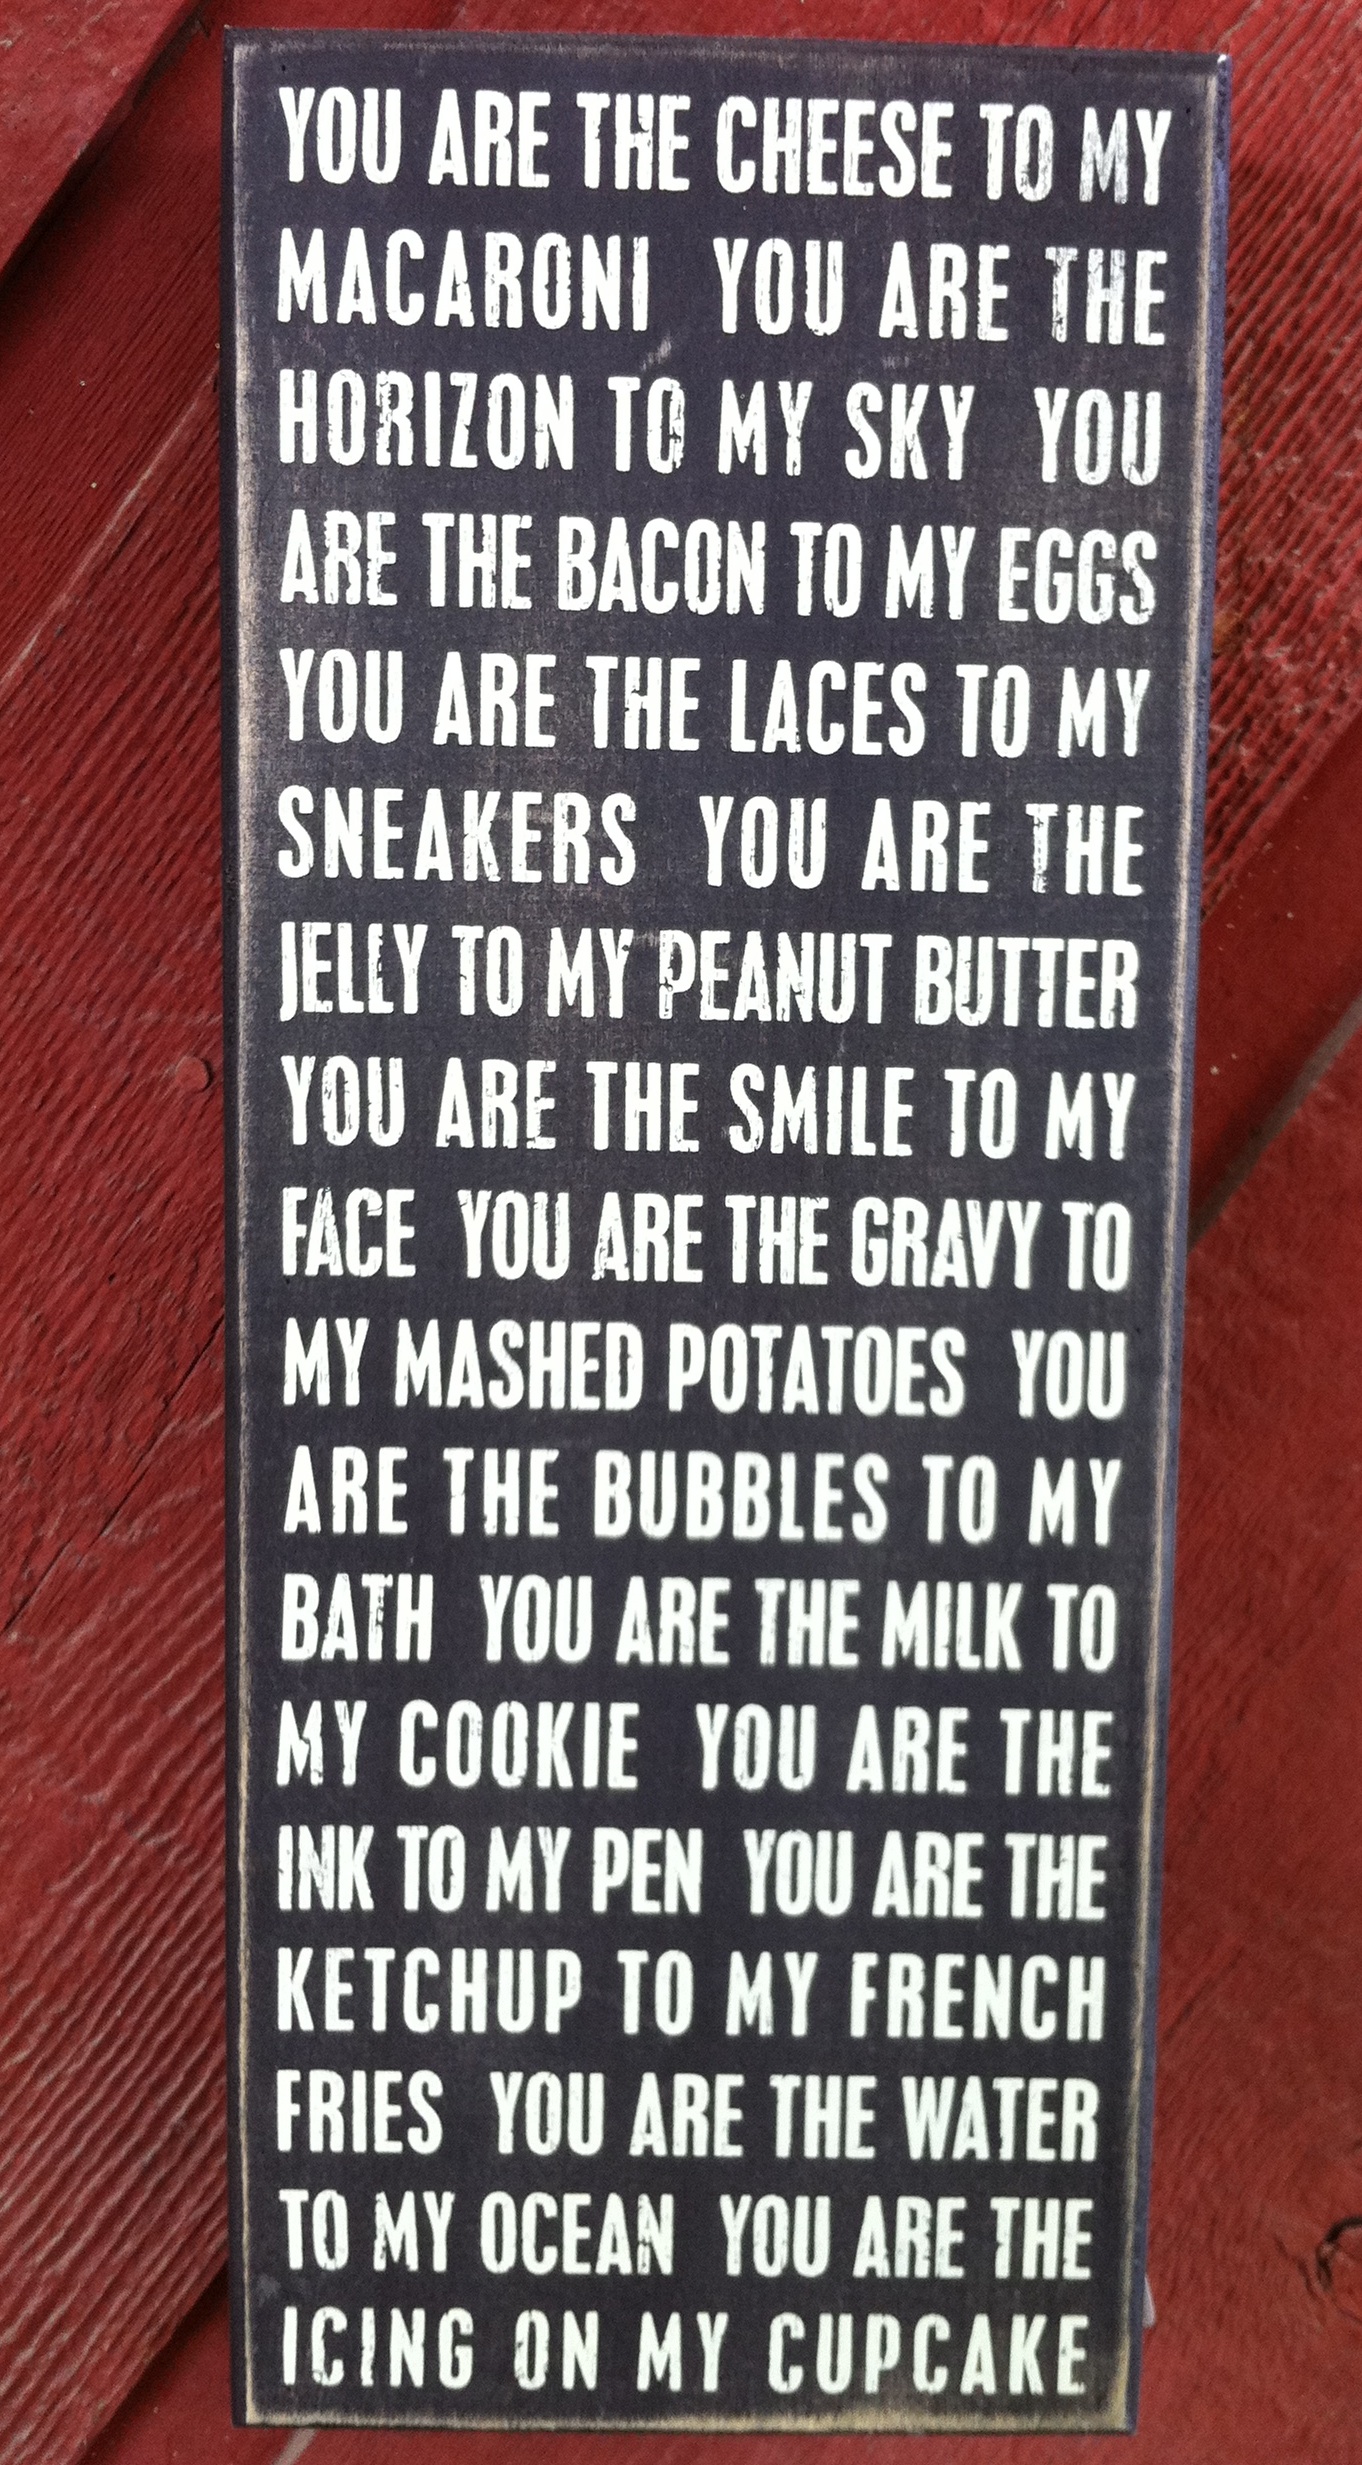 YOU ARE THE CHEESE TO MY
MACARONI YOU ARE THE
HORIZON TO MY SKY YOU
ARE THE BACON TO MY EGGS
YOU ARE THE LACES TO MY
SNEAKERS YOU ARE THE
JELLY TO MY PEANUT BUTTER
YOU ARE THE SMILE TO MY
FACE YOU ARE THE GRAVY TO
MY MASHED POTATOES YOU
ARE THE BUBBLES TO MY
BATH YOU ARE THE MILK TO
MY COOKIE YOU ARE THE
INK TO MY PEN YOU ARE THE
KETCHUP TO MY FRENCH
FRIES YOU ARE THE WATER
TO MY OCEAN YOU ARE THE
ICING ON MY CUPCAKE